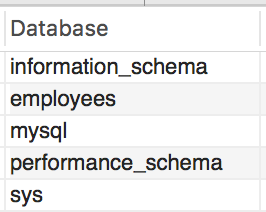 Database
information_schema
employees
mysql
performance_schema
sys